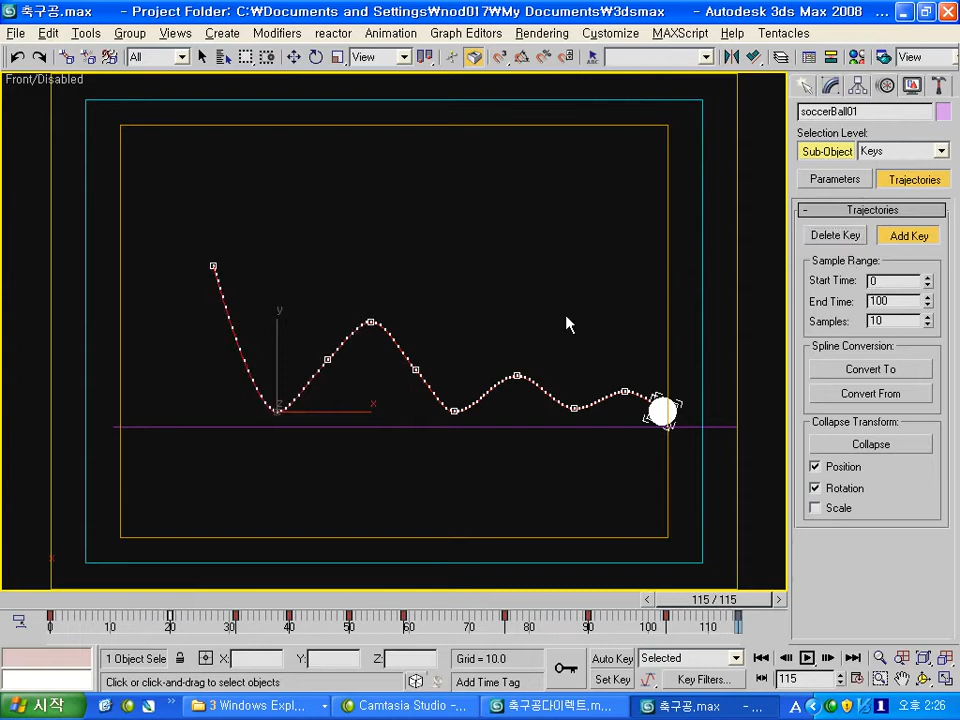 축구공.max - Project Folder: C:\Documents and Settings\nod017\My Documents\3dsmax - Autodesk 3ds Max 2008 ...
File Edit Tools Group Views Create Modifiers reactor Animation Graph Editors Rendering Customize MAXScript Help Tentacles
All View View
Front/Disabled
soccerBall01
Selection Level:
Sub-Object Keys
Parameters Trajectories
- Trajectories
Delete Key Add Key
Sample Range:
Start Time: 0
End Time: 100
Samples: 10
Spline Conversion:
Convert To
Convert From
Collapse Transform:
Collapse
Position
Rotation
Scale
y
z x
x
< 115 / 115 >
0 10 20 30 40 50 60 70 80 90 100 110
1 Object Sele X: Y: Z: Grid = 10.0 Auto Key Selected
Click or click-and-drag to select objects Add Time Tag Set Key Key Filters... 115
시작 » 3 Windows Expl... Camtasia Studio -... 축구공다이렉트.m... 축구공.max - ... A 오후 2:26